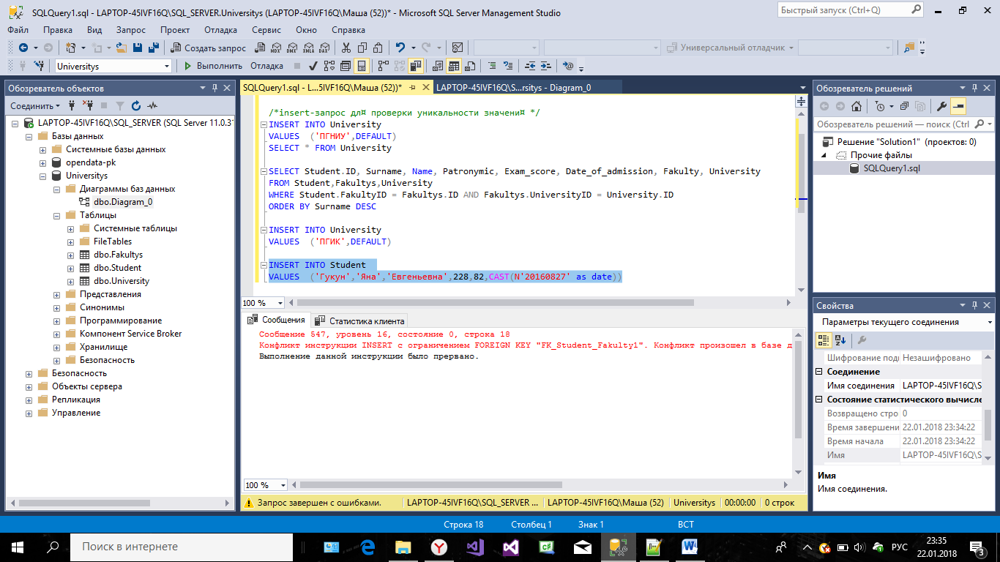 SQLQuery1.sql - LAPTOP-45IVF16Q\SQL_SERVER.Universitys (LAPTOP-45IVF16Q\Маша (52))* - Microsoft SQL Server Management Studio
Быстрый запуск (Ctrl+Q)
Файл Правка Вид Запрос Проект Отладка Сервис Окно Справка
Создать запрос
MDX DMX XMLA DAX
Универсальный отладчик
Universitys
Выполнить Отладка
Обозреватель объектов
Соединить
LAPTOP-45IVF16Q\SQL_SERVER (SQL Server 11.0.31
Базы данных
Системные базы данных
opendata-pk
Universitys
Диаграммы баз данных
dbo.Diagram_0
Таблицы
Системные таблицы
FileTables
dbo.Fakultys
dbo.Student
dbo.University
Представления
Синонимы
Программирование
Компонент Service Broker
Хранилище
Безопасность
Безопасность
Объекты сервера
Репликация
Управление
SQLQuery1.sql - L...5IVF16Q\Маша (52))*
LAPTOP-45IVF16Q\S...rsitys - Diagram_0
/*insert-запрос дл¤ проверки уникальности значени¤ */
INSERT INTO University
VALUES ('ПГНИУ',DEFAULT)
SELECT * FROM University
SELECT Student.ID, Surname, Name, Patronymic, Exam_score, Date_of_admission, Fakulty, University
FROM Student,Fakultys,University
WHERE Student.FakultyID = Fakultys.ID AND Fakultys.UniversityID = University.ID
ORDER BY Surname DESC
INSERT INTO University
VALUES ('ПГИК',DEFAULT)
INSERT INTO Student
VALUES ('Гукун','Яна','Евгеньевна',228,82,CAST(N'20160827' as date))
100 %
Сообщения
Статистика клиента
Сообщение 547, уровень 16, состояние 0, строка 18
Конфликт инструкции INSERT с ограничением FOREIGN KEY "FK_Student_Fakulty1". Конфликт произошел в базе д
Выполнение данной инструкции было прервано.
100 %
Запрос завершен с ошибками.
LAPTOP-45IVF16Q\SQL_SERVER ...
LAPTOP-45IVF16Q\Маша (52)
Universitys
00:00:00
0 строк
Обозреватель решений
Обозреватель решений — поиск (Ctrl
Решение "Solution1" (проектов: 0)
Прочие файлы
SQLQuery1.sql
Свойства
Параметры текущего соединения
Шифрование подк Незашифровано
Соединение
Имя соединения LAPTOP-45IVF16Q\S
Состояние статистического вычисле
Возвращено стро 0
Время завершени 22.01.2018 23:34:22
Время начала 22.01.2018 23:34:22
Имя LAPTOP-45IVF16Q\S
Имя
Имя соединения.
Строка 18 Столбец 1 Знак 1 ВСТ
Поиск в интернете
РУС
23:35
22.01.2018
3